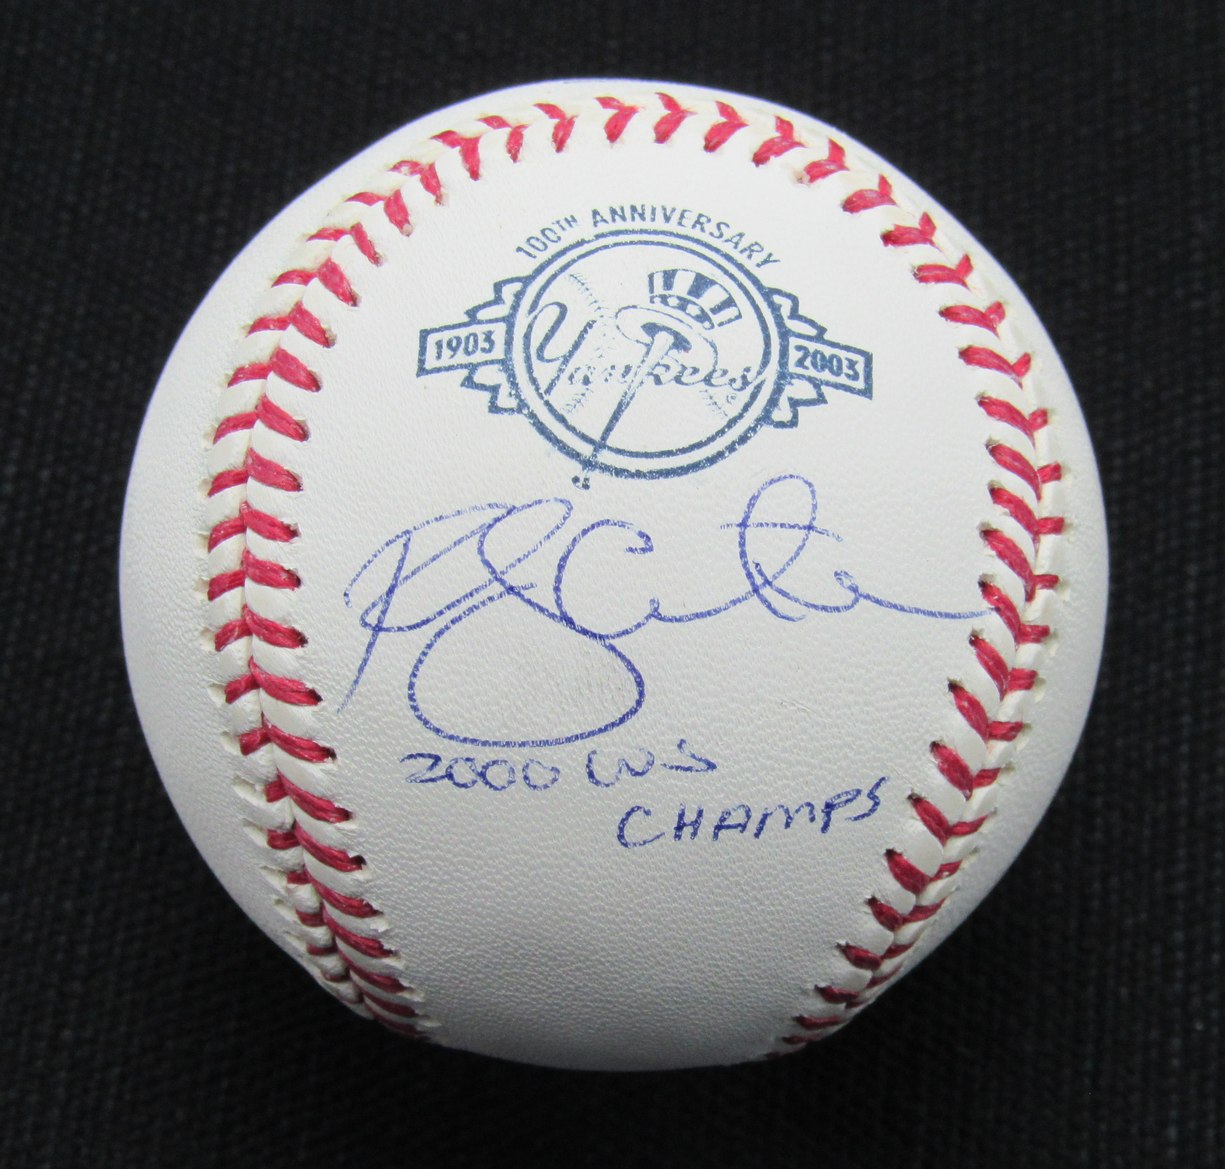 100TH ANNIVERSARY
1903
Yankees
2003
2000 WS
CHAMPS